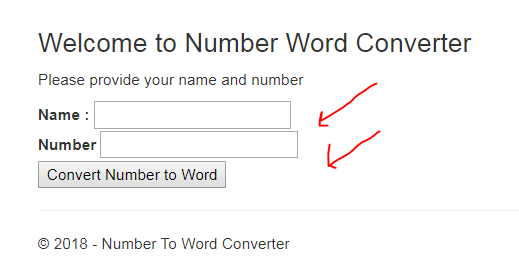 Welcome to Number Word Converter
Please provide your name and number
Name :
Number
Convert Number to Word
© 2018 - Number To Word Converter